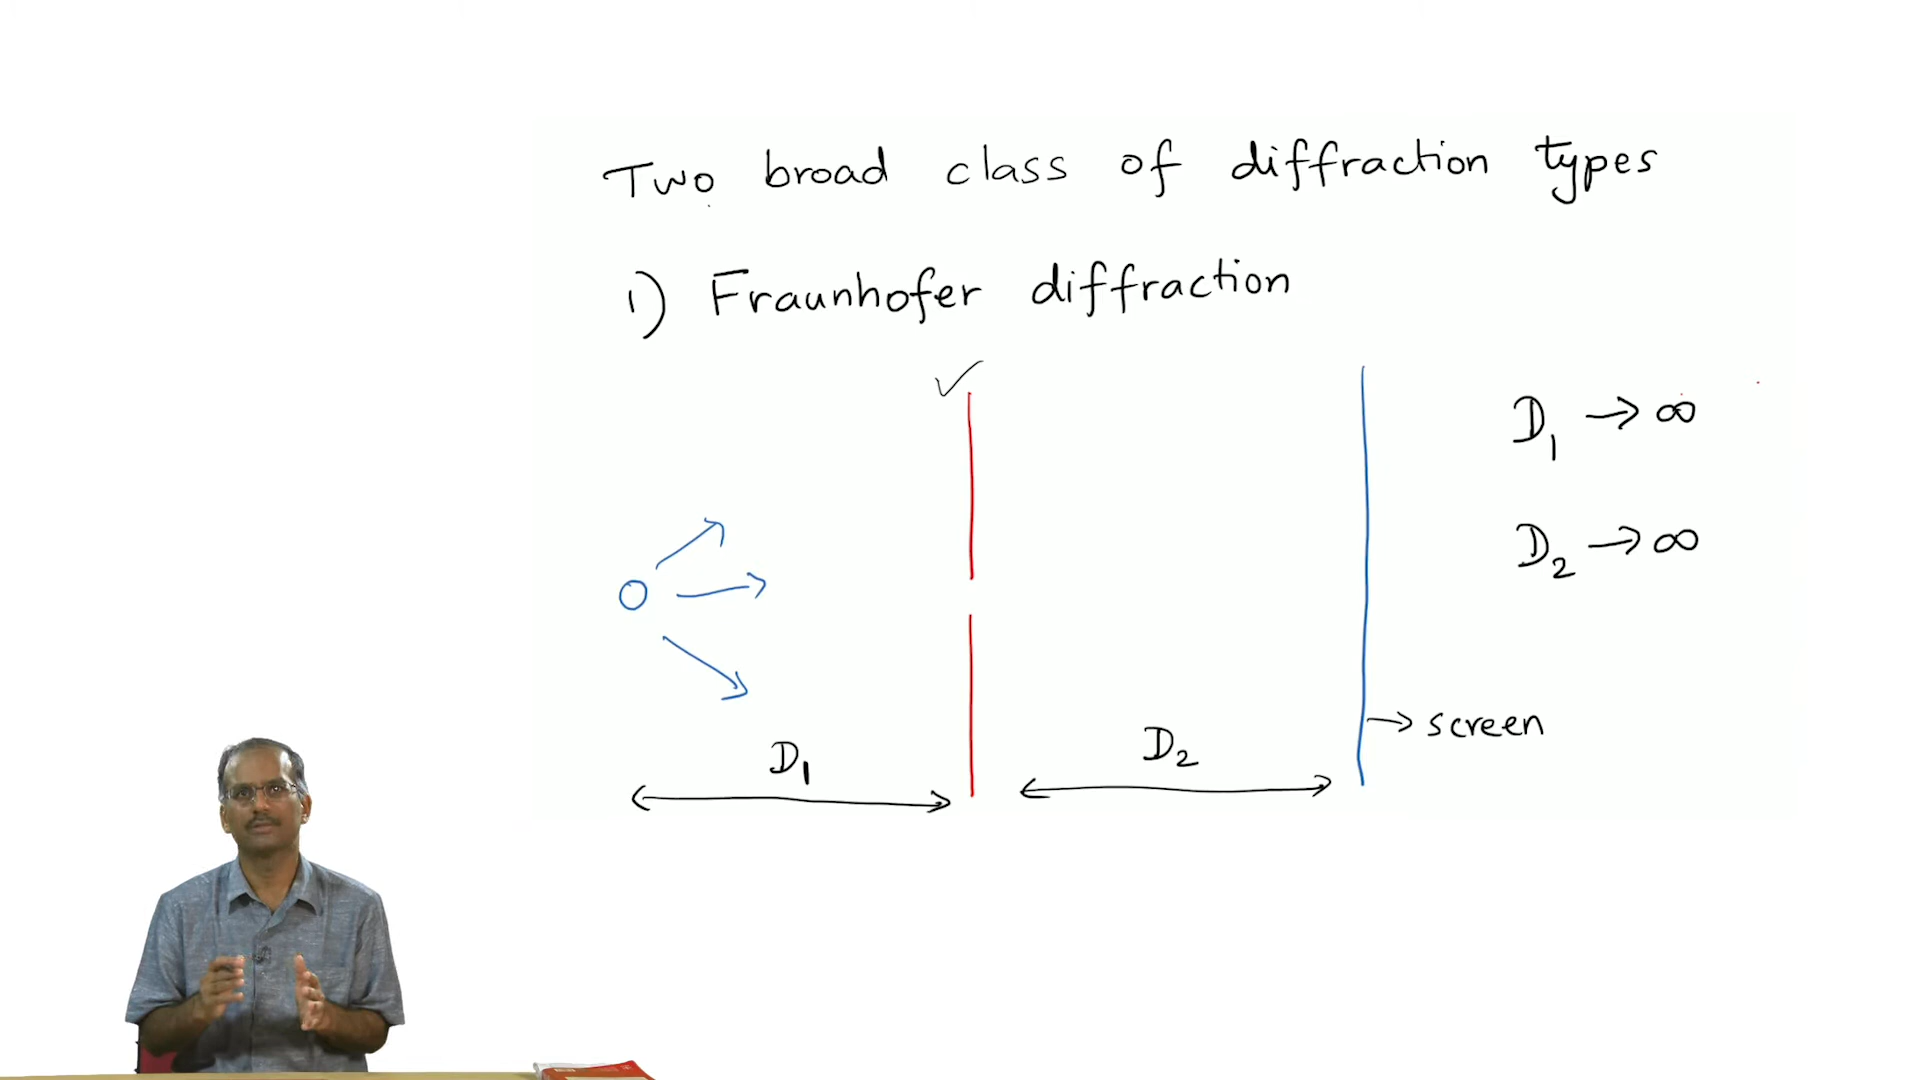 Two broad class of diffraction types
1) Fraunhofer diffraction
D₁ → ∞
D₂ → ∞
→ screen
D₁
D₂